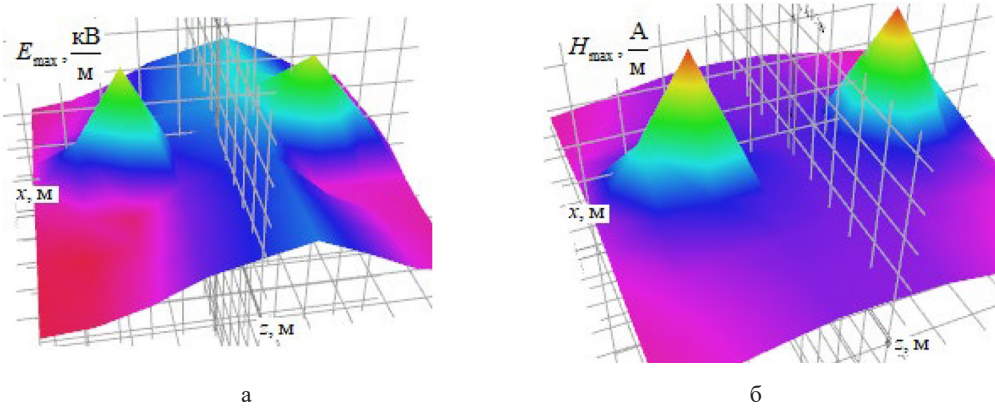 E_max, кВ/м
x, м
z, м
а
H_max, А/м
x, м
z, м
б